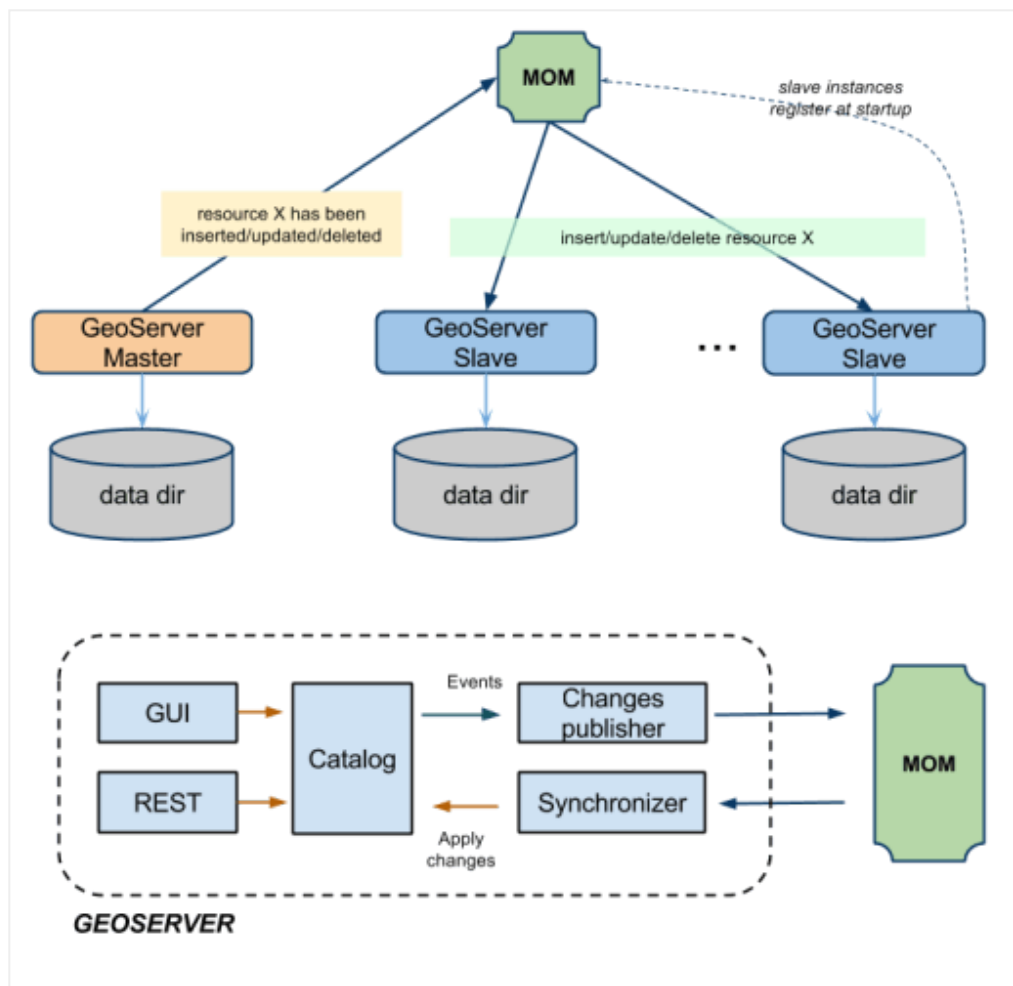 MOM
slave instances
register at startup
resource X has been
inserted/updated/deleted
insert/update/delete resource X
GeoServer
Master
GeoServer
Slave
...
GeoServer
Slave
data dir
data dir
data dir
GUI
REST
Catalog
Events
Apply
changes
Changes
publisher
Synchronizer
MOM
GEOSERVER